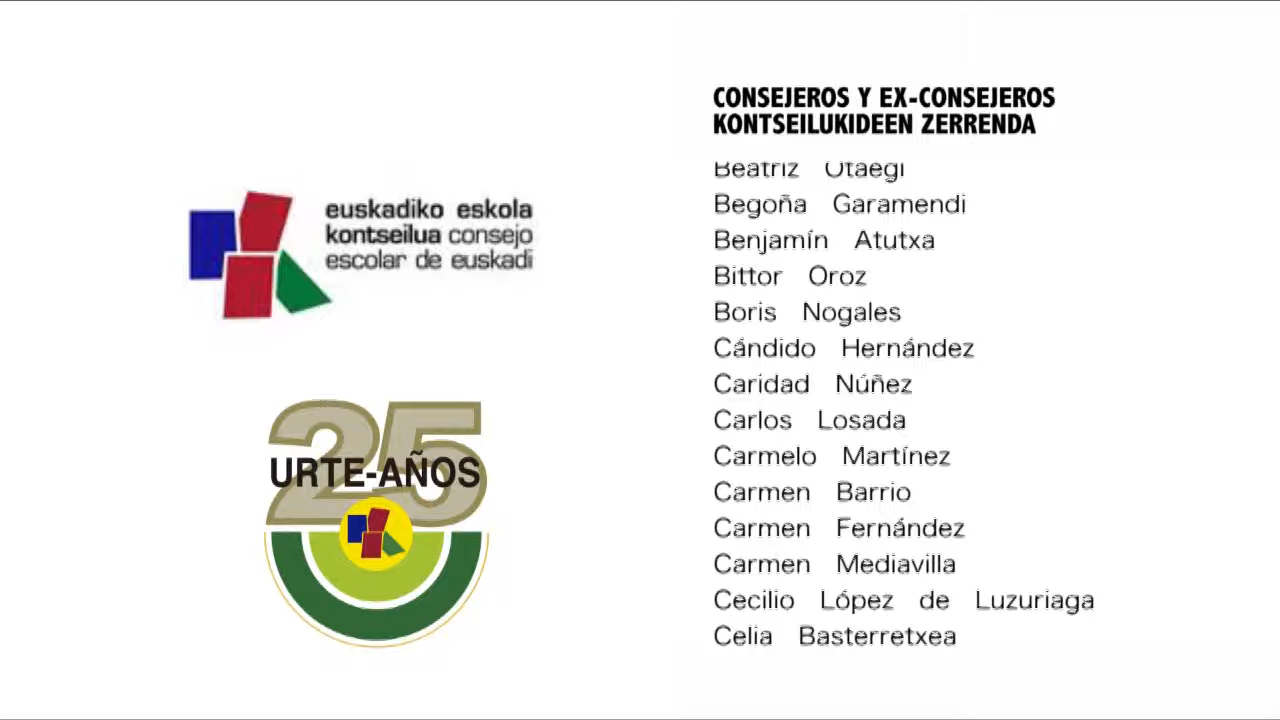 euskadiko eskola
kontseilua consejo
escolar de euskadi
25
URTE-AÑOS
CONSEJEROS Y EX-CONSEJEROS
KONTSEILUKIDEEN ZERRENDA
Beatriz Otaegi
Begoña Garamendi
Benjamín Atutxa
Bittor Oroz
Boris Nogales
Cándido Hernández
Caridad Núñez
Carlos Losada
Carmelo Martínez
Carmen Barrio
Carmen Fernández
Carmen Mediavilla
Cecilio López de Luzuriaga
Celia Basterretxea